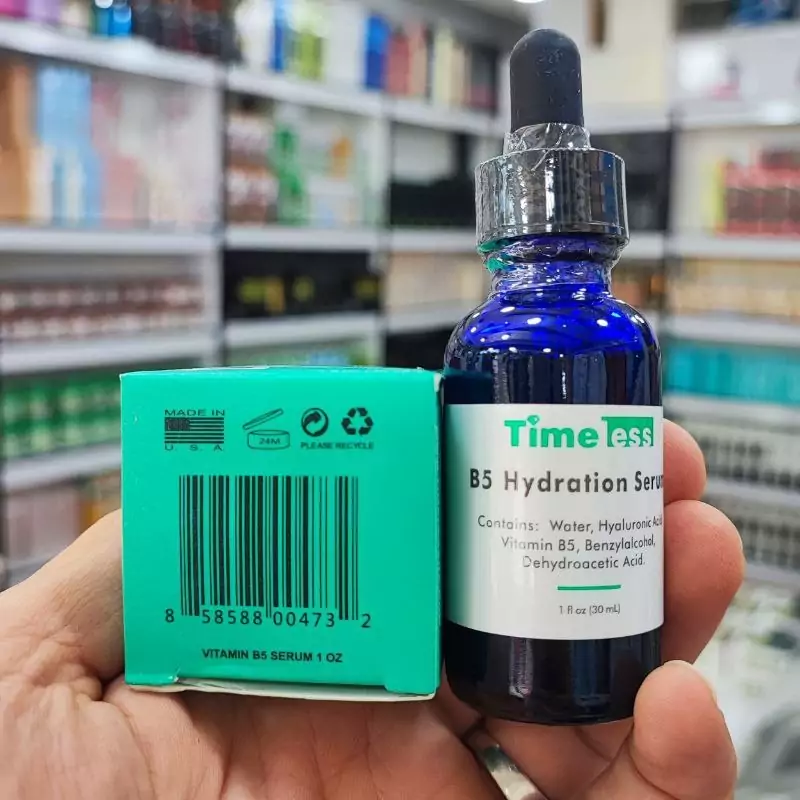 MADE IN
U. S. A
24M
PLEASE RECYCLE
8 58588 00473 2
VITAMIN B5 SERUM 1 OZ
Timeless
B5 Hydration Serum
Contains: Water, Hyaluronic Acid
Vitamin B5, Benzylalcohol,
Dehydroacetic Acid.
1 fl oz (30 mL)